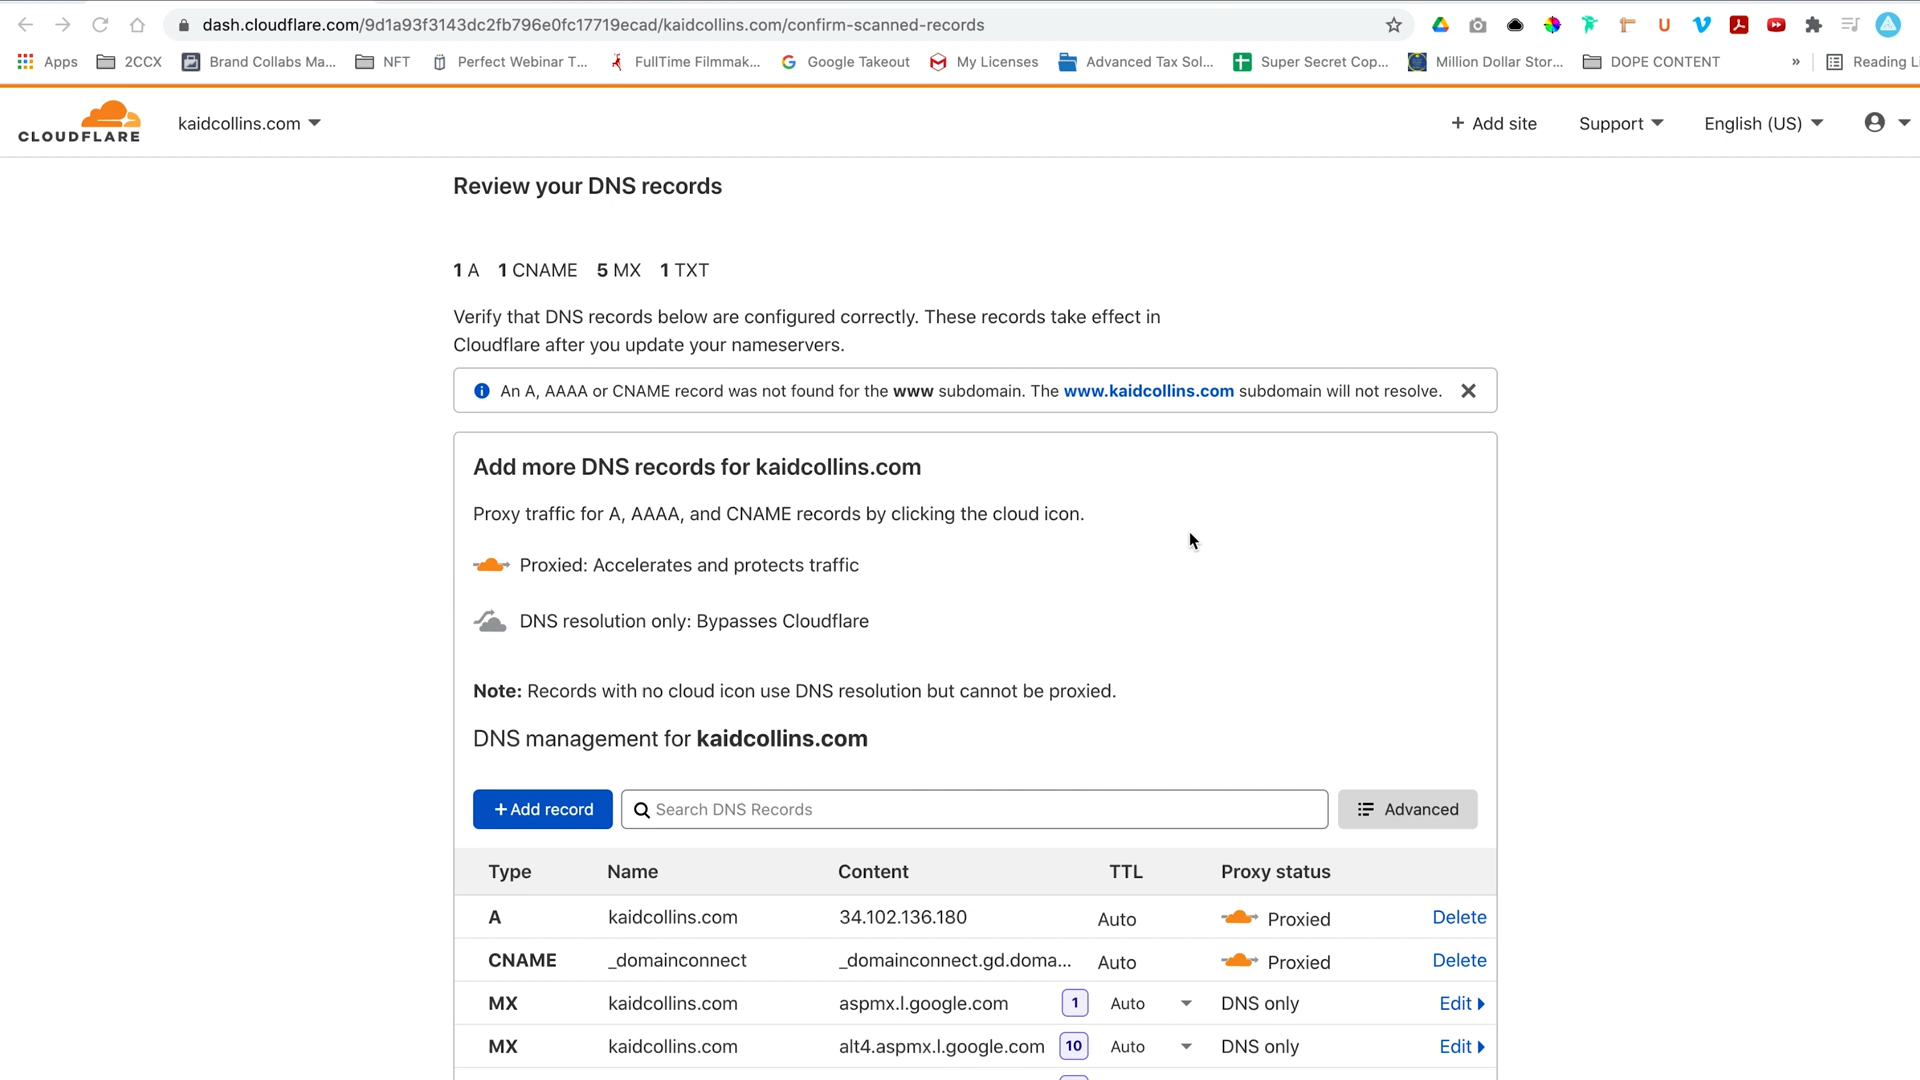 dash.cloudflare.com/9d1a93f3143dc2fb796e0fc17719ecad/kaidcollins.com/confirm-scanned-records
Apps 2CCX Brand Collabs Ma... NFT Perfect Webinar T... FullTime Filmmak... Google Takeout My Licenses Advanced Tax Sol... Super Secret Cop... Million Dollar Stor... DOPE CONTENT » Reading Li
CLOUDFLARE kaidcollins.com + Add site Support English (US)
Review your DNS records
1 A 1 CNAME 5 MX 1 TXT
Verify that DNS records below are configured correctly. These records take effect in
Cloudflare after you update your nameservers.
An A, AAAA or CNAME record was not found for the www subdomain. The www.kaidcollins.com subdomain will not resolve.
Add more DNS records for kaidcollins.com
Proxy traffic for A, AAAA, and CNAME records by clicking the cloud icon.
Proxied: Accelerates and protects traffic
DNS resolution only: Bypasses Cloudflare
Note: Records with no cloud icon use DNS resolution but cannot be proxied.
DNS management for kaidcollins.com
+ Add record Search DNS Records Advanced
Type Name Content TTL Proxy status
A kaidcollins.com 34.102.136.180 Auto Proxied Delete
CNAME _domainconnect _domainconnect.gd.doma... Auto Proxied Delete
MX kaidcollins.com aspmx.l.google.com 1 Auto DNS only Edit
MX kaidcollins.com alt4.aspmx.l.google.com 10 Auto DNS only Edit